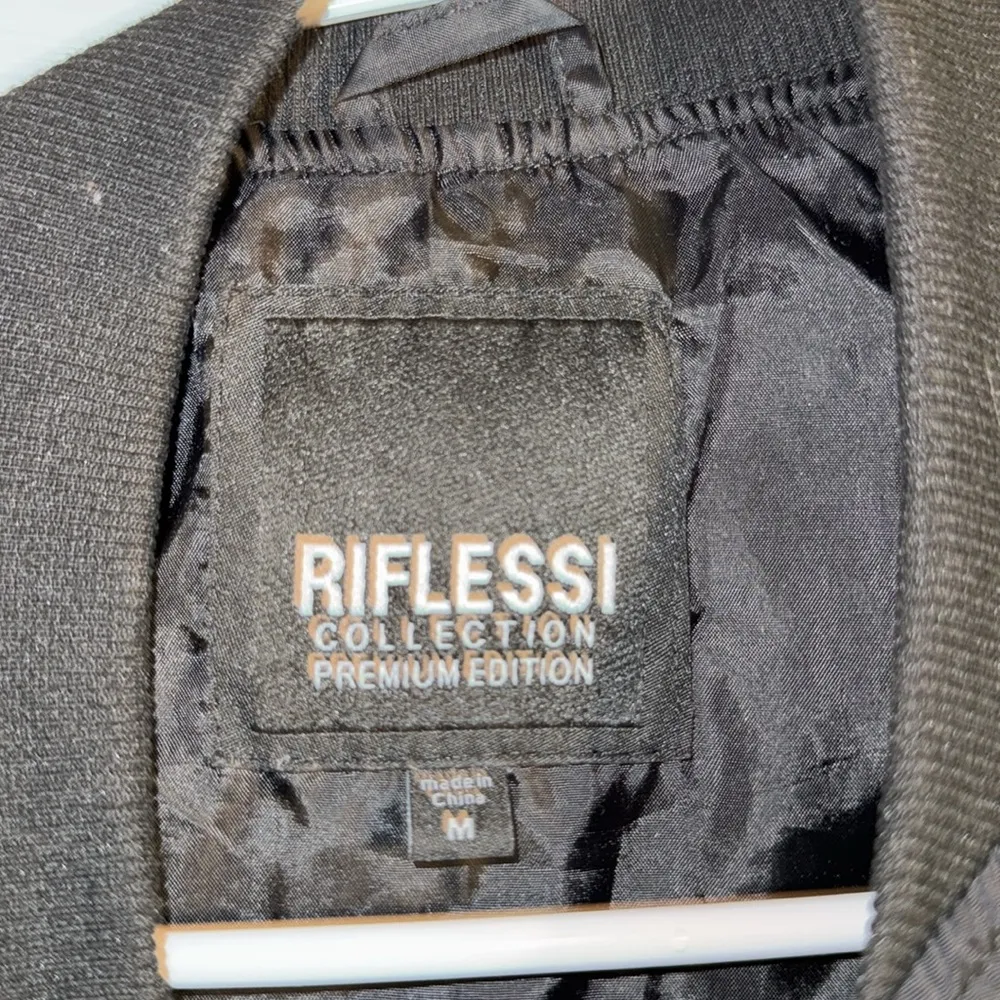 RIFLESSI
COLLECTION
PREMIUM EDITION
made in
China
M